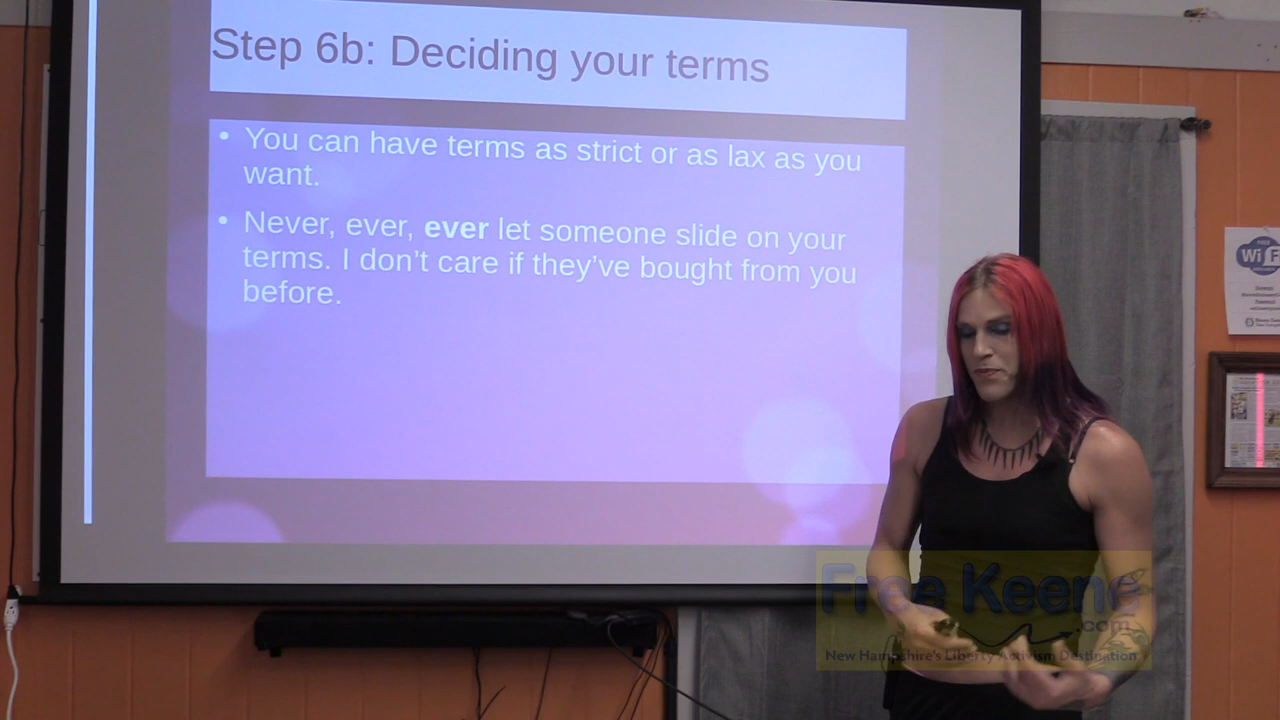 Step 6b: Deciding your terms
• You can have terms as strict or as lax as you
want.
• Never, ever, ever let someone slide on your
terms. I don't care if they've bought from you
before.
FREE
Wi Fi
Free Keene
.com
New Hampshire's Liberty Activism Destination